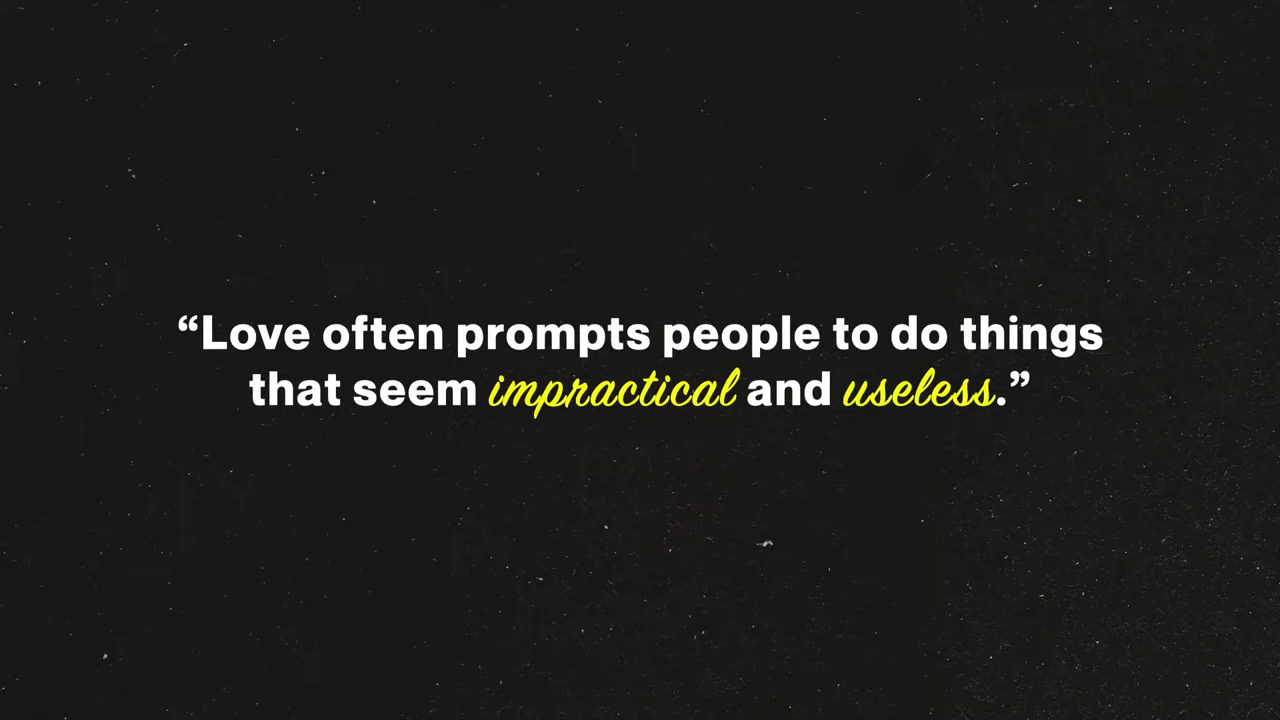 “Love often prompts people to do things
that seem impractical and useless.”